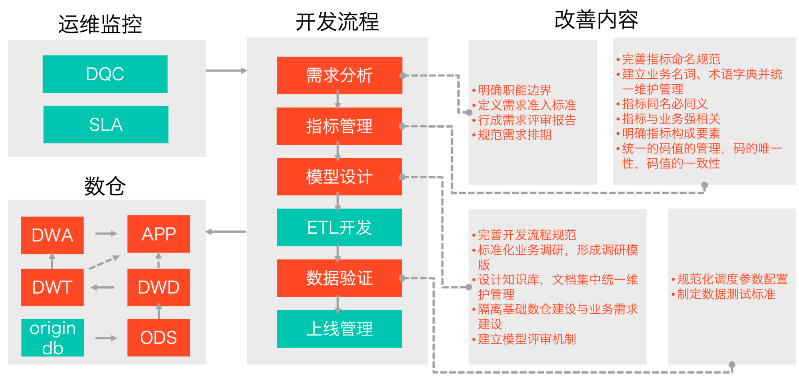 运维监控
DQC
SLA
数仓
DWA
APP
DWT
DWD
origin
db
ODS
开发流程
需求分析
指标管理
模型设计
ETL开发
数据验证
上线管理
改善内容
•明确职能边界
•定义需求准入标准
•行成需求评审报告
•规范需求排期
•完善指标命名规范
•建立业务名词、术语字典并统
一维护管理
•指标同名必同义
•指标与业务强相关
•明确指标构成要素
•统一的码值的管理，码的唯一
性，码值的一致性
•完善开发流程规范
•标准化业务调研，形成调研模
版
•设计知识库，文档集中统一维
护管理
•隔离基础数仓建设与业务需求
建设
•建立模型评审机制
•规范化调度参数配置
•制定数据测试标准